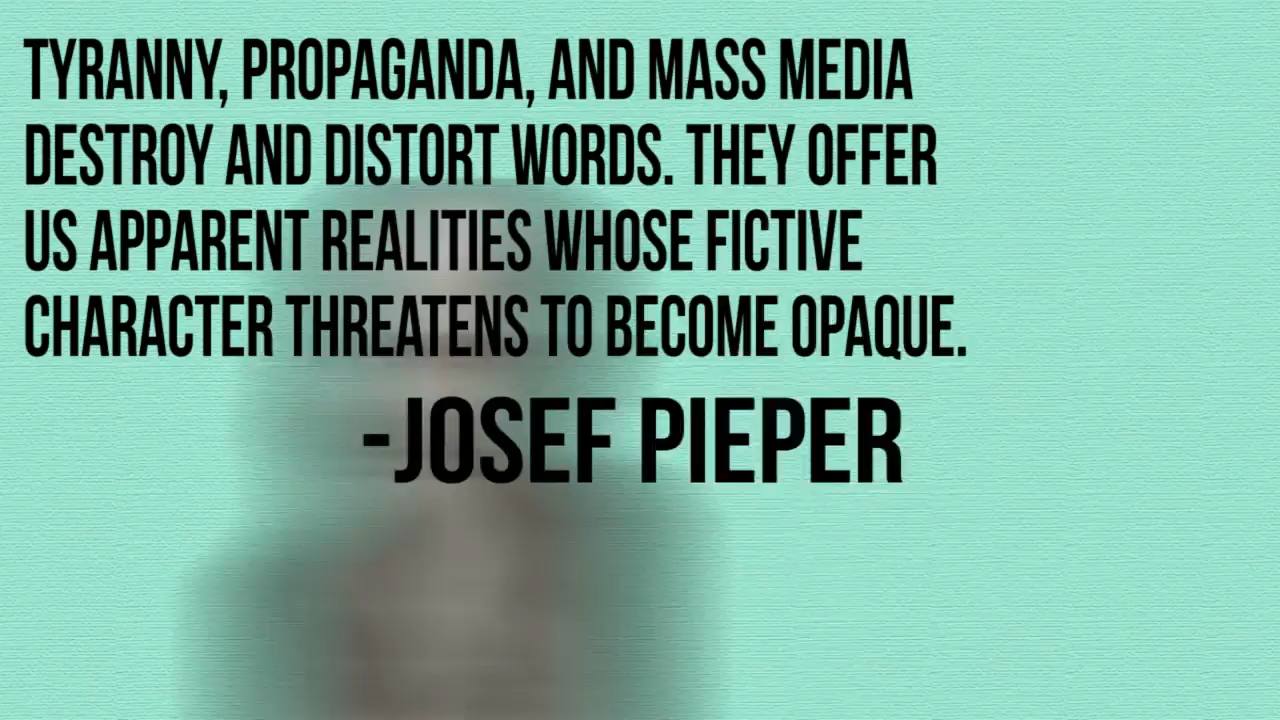 TYRANNY, PROPAGANDA, AND MASS MEDIA
DESTROY AND DISTORT WORDS. THEY OFFER
US APPARENT REALITIES WHOSE FICTIVE
CHARACTER THREATENS TO BECOME OPAQUE.
-JOSEF PIEPER